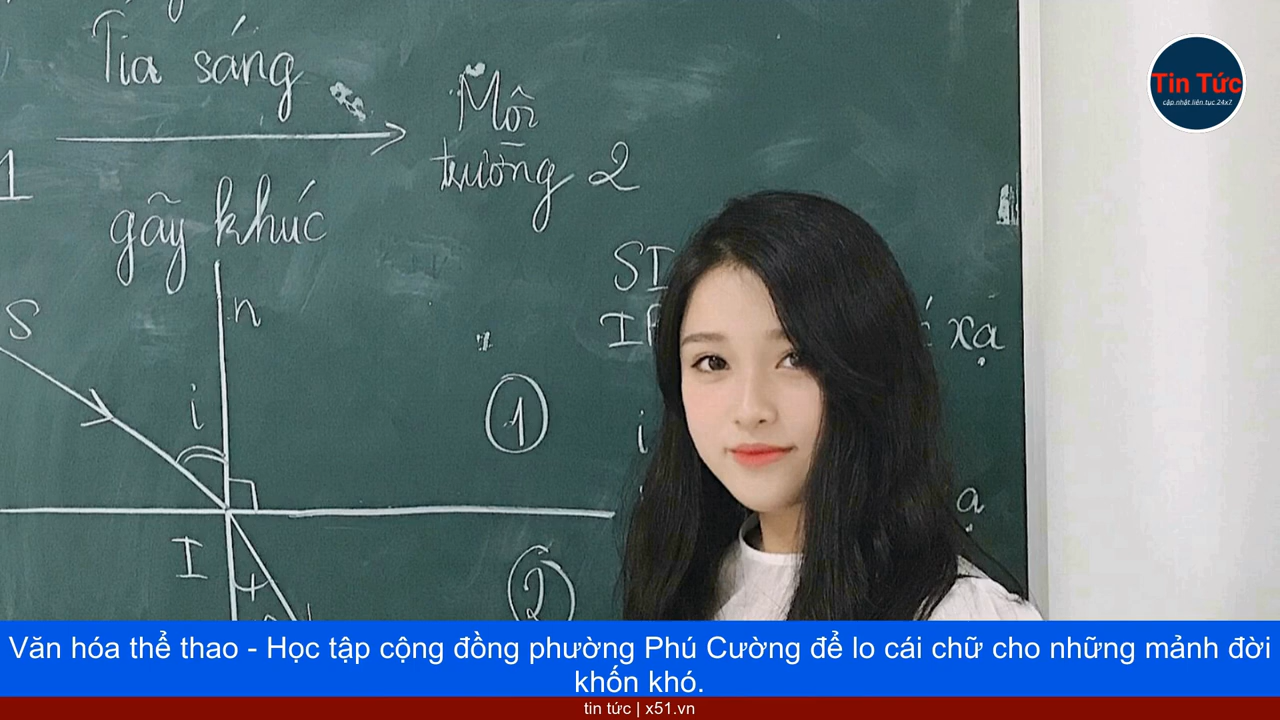 Tia sáng
Môi
trường 2
1
gãy khúc
S
n
i
I
SI
I
xạ
1
i
ạ
2
Tin Tức
cập nhật liên tục 24x7
Văn hóa thể thao - Học tập cộng đồng phường Phú Cường để lo cái chữ cho những mảnh đời
khốn khó.
tin tức | x51.vn